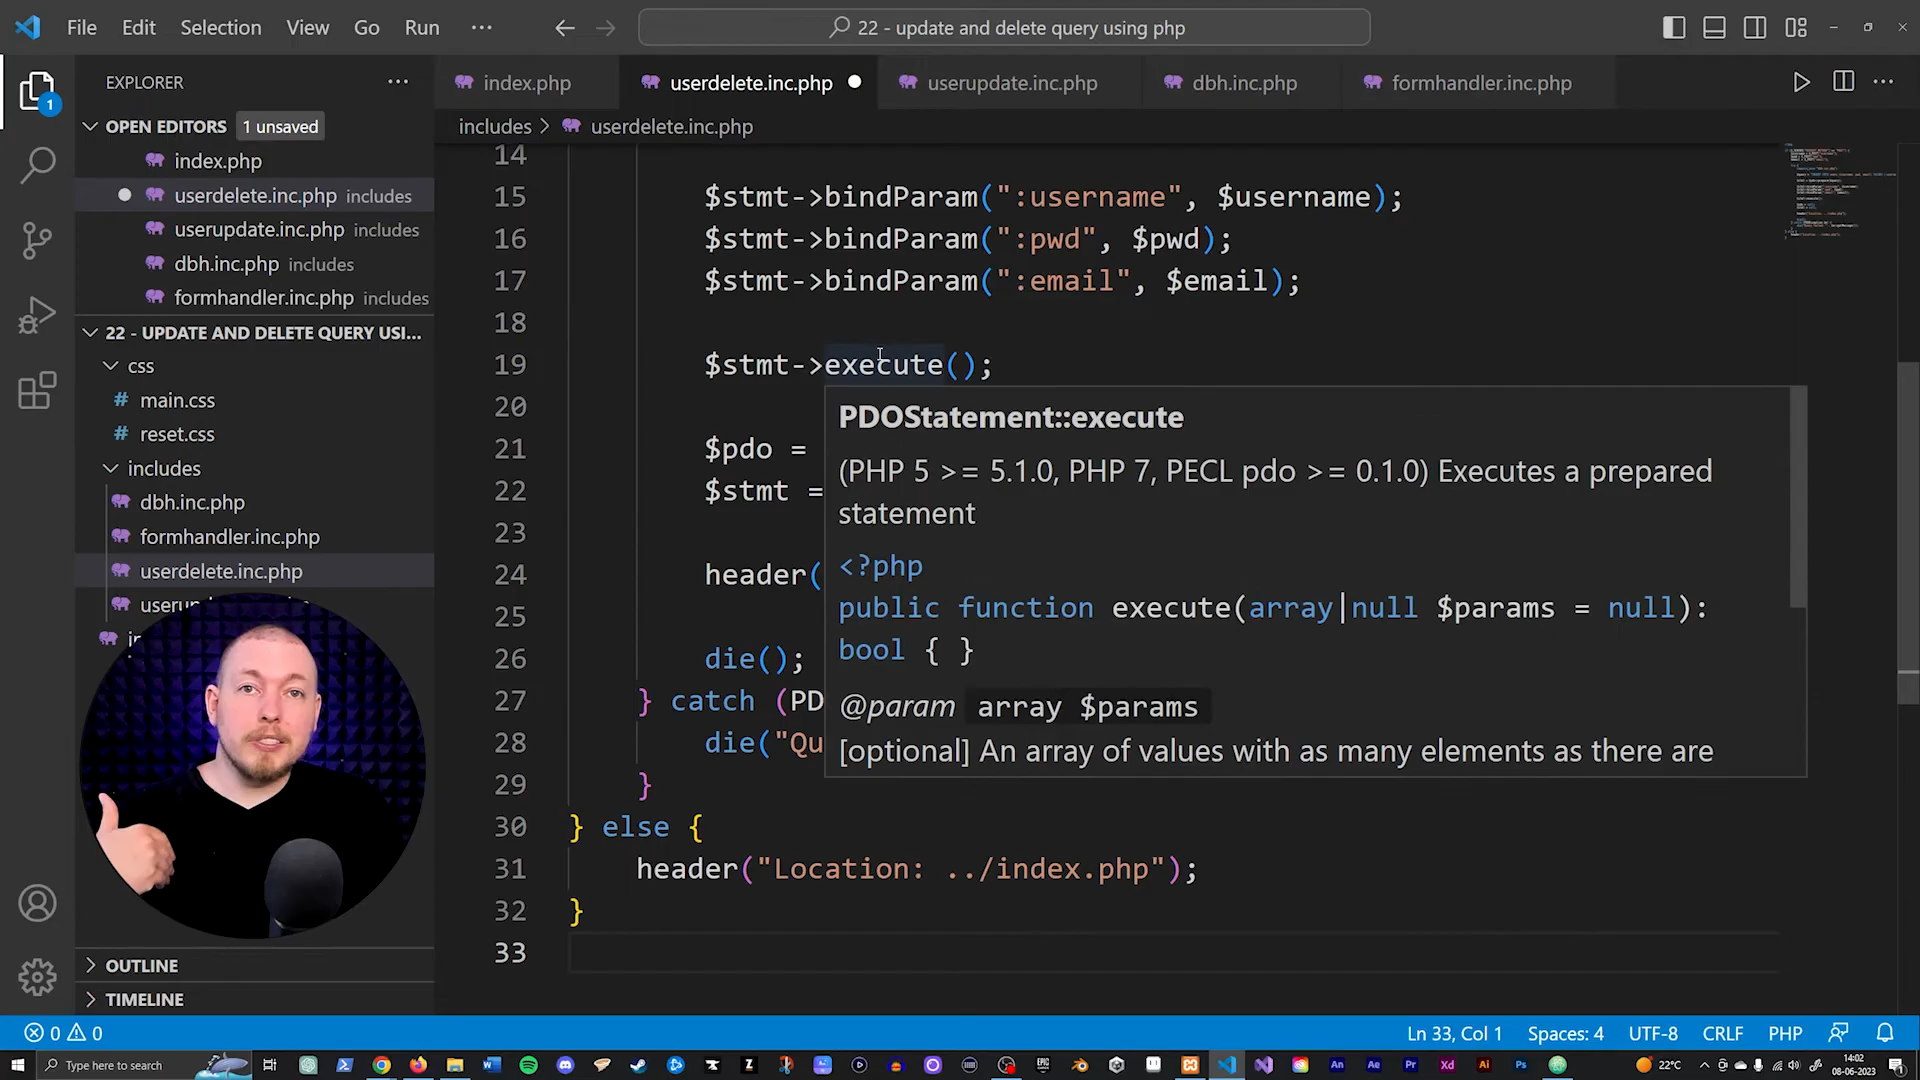 File Edit Selection View Go Run ···
22 - update and delete query using php
EXPLORER
index.php
userdelete.inc.php
userupdate.inc.php
dbh.inc.php
formhandler.inc.php
1
OPEN EDITORS 1 unsaved
includes > userdelete.inc.php
index.php
userdelete.inc.php includes
userupdate.inc.php includes
dbh.inc.php includes
formhandler.inc.php includes
22 - UPDATE AND DELETE QUERY USI...
css
# main.css
# reset.css
includes
dbh.inc.php
formhandler.inc.php
userdelete.inc.php
OUTLINE
TIMELINE
14
15 $stmt->bindParam(":username", $username);
16 $stmt->bindParam(":pwd", $pwd);
17 $stmt->bindParam(":email", $email);
18
19 $stmt->execute();
20
21 $pdo =
22 $stmt =
23
24 header(
25
26 die();
27 } catch (PD
28 die("Qu
29 }
30 } else {
31 header("Location: ../index.php");
32 }
33
PDOStatement::execute
(PHP 5 >= 5.1.0, PHP 7, PECL pdo >= 0.1.0) Executes a prepared
statement
<?php
public function execute(array|null $params = null):
bool { }
@param array $params
[optional] An array of values with as many elements as there are
0 0
Ln 33, Col 1 Spaces: 4 UTF-8 CRLF PHP
Type here to search
22°C
14:02
08-06-2023